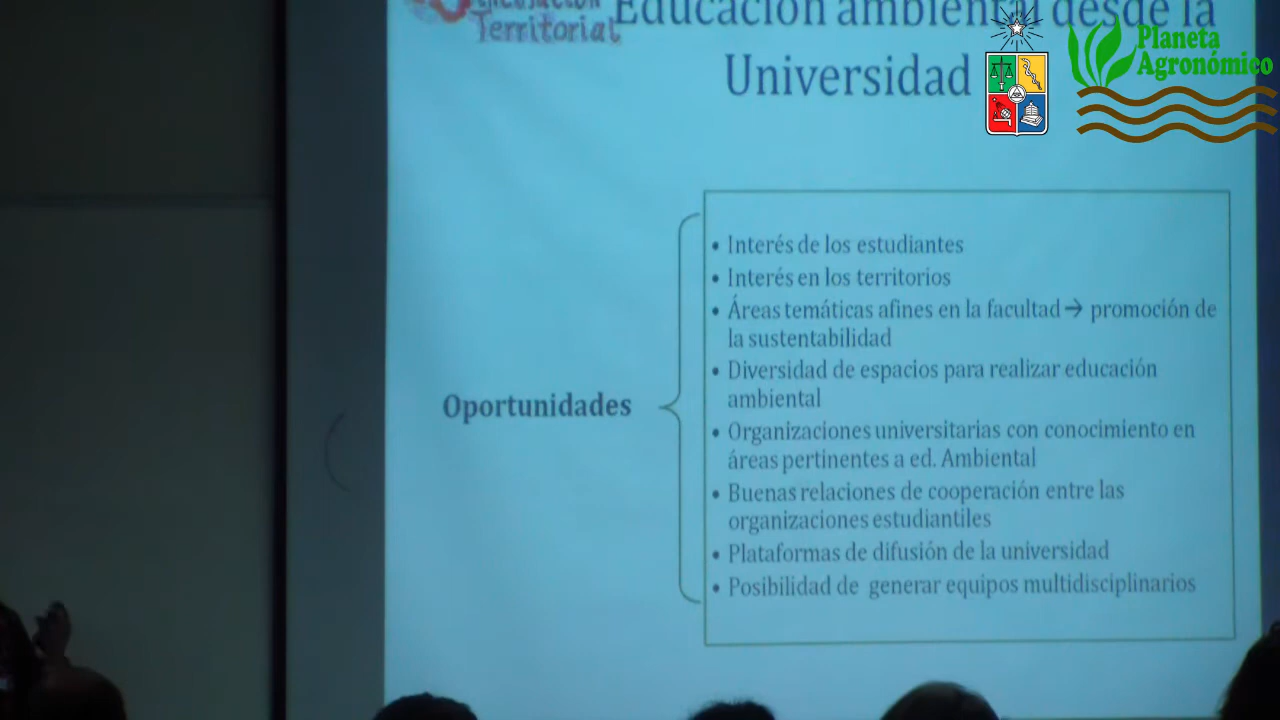 Territorial
Educación ambiental desde la
Universidad
Planeta
Agronómico
Oportunidades
• Interés de los estudiantes
• Interés en los territorios
• Áreas temáticas afines en la facultad → promoción de
la sustentabilidad
• Diversidad de espacios para realizar educación
ambiental
• Organizaciones universitarias con conocimiento en
áreas pertinentes a ed. Ambiental
• Buenas relaciones de cooperación entre las
organizaciones estudiantiles
• Plataformas de difusión de la universidad
• Posibilidad de generar equipos multidisciplinarios